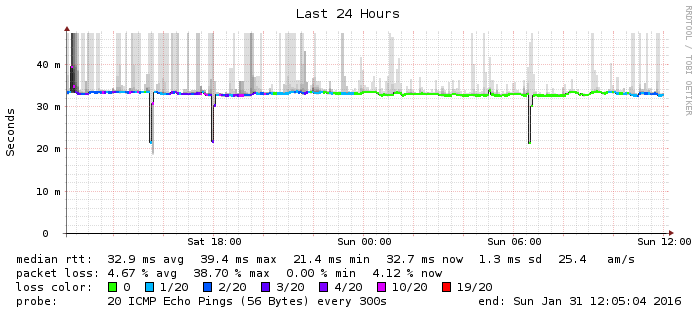 Last 24 Hours
RRDTOOL / TOBI OETIKER
Seconds
40 m
30 m
20 m
10 m
0
Sat 18:00 Sun 00:00 Sun 06:00 Sun 12:00
median rtt: 32.9 ms avg 39.4 ms max 21.4 ms min 32.7 ms now 1.3 ms sd 25.4 am/s
packet loss: 4.67 % avg 38.70 % max 0.00 % min 4.12 % now
loss color: 0 1/20 2/20 3/20 4/20 10/20 19/20
probe: 20 ICMP Echo Pings (56 Bytes) every 300s end: Sun Jan 31 12:05:04 2016